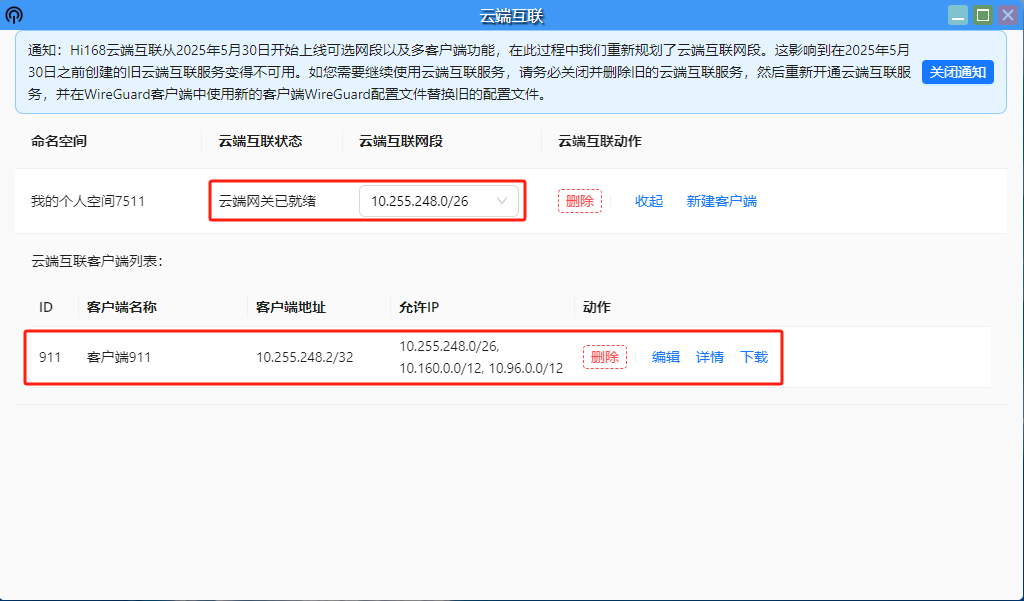 云端互联
通知：Hi168云端互联从2025年5月30日开始上线可选网段以及多客户端功能，在此过程中我们重新规划了云端互联网段。这影响到在2025年5月
30日之前创建的旧云端互联服务变得不可用。如您需要继续使用云端互联服务，请务必关闭并删除旧的云端互联服务，然后重新开通云端互联服
务，并在WireGuard客户端中使用新的客户端WireGuard配置文件替换旧的配置文件。
关闭通知
命名空间 云端互联状态 云端互联网段 云端互联动作
我的个人空间7511 云端网关已就绪 10.255.248.0/26 删除 收起 新建客户端
云端互联客户端列表：
ID 客户端名称 客户端地址 允许IP 动作
911 客户端911 10.255.248.2/32 10.255.248.0/26,
10.160.0.0/12, 10.96.0.0/12 删除 编辑 详情 下载